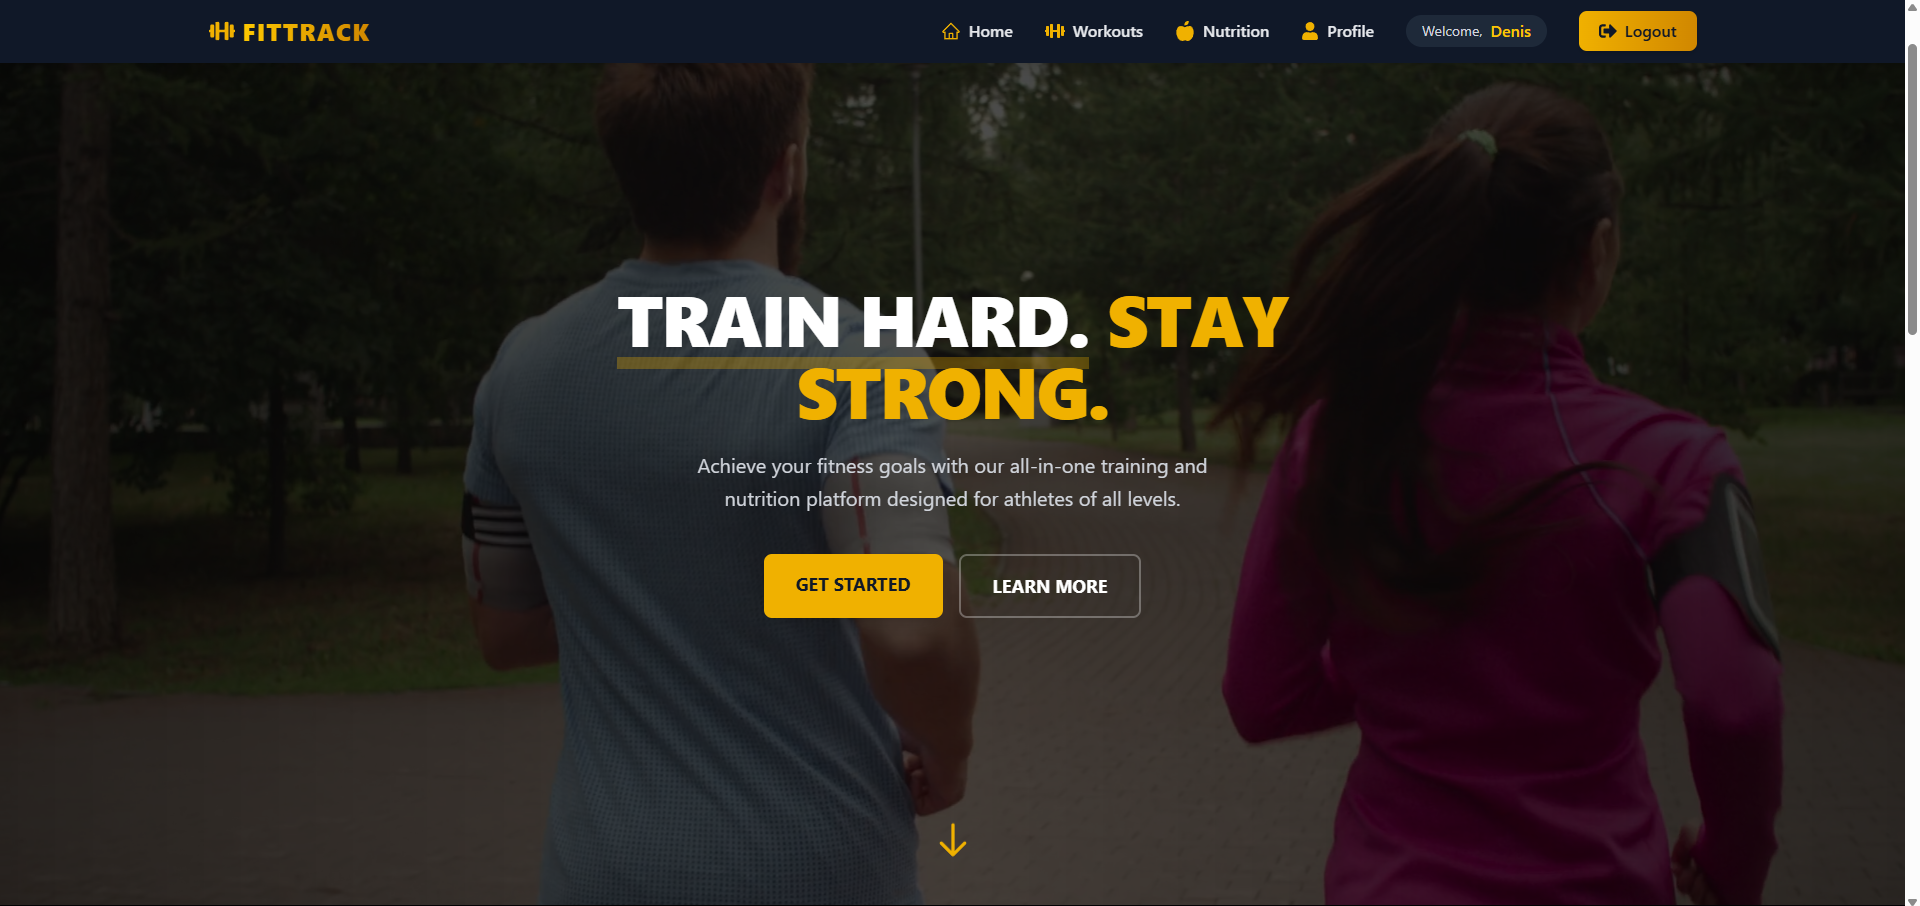 FITTRACK
Home
Workouts
Nutrition
Profile
Welcome, Denis
Logout
TRAIN HARD. STAY
STRONG.
Achieve your fitness goals with our all-in-one training and
nutrition platform designed for athletes of all levels.
GET STARTED
LEARN MORE